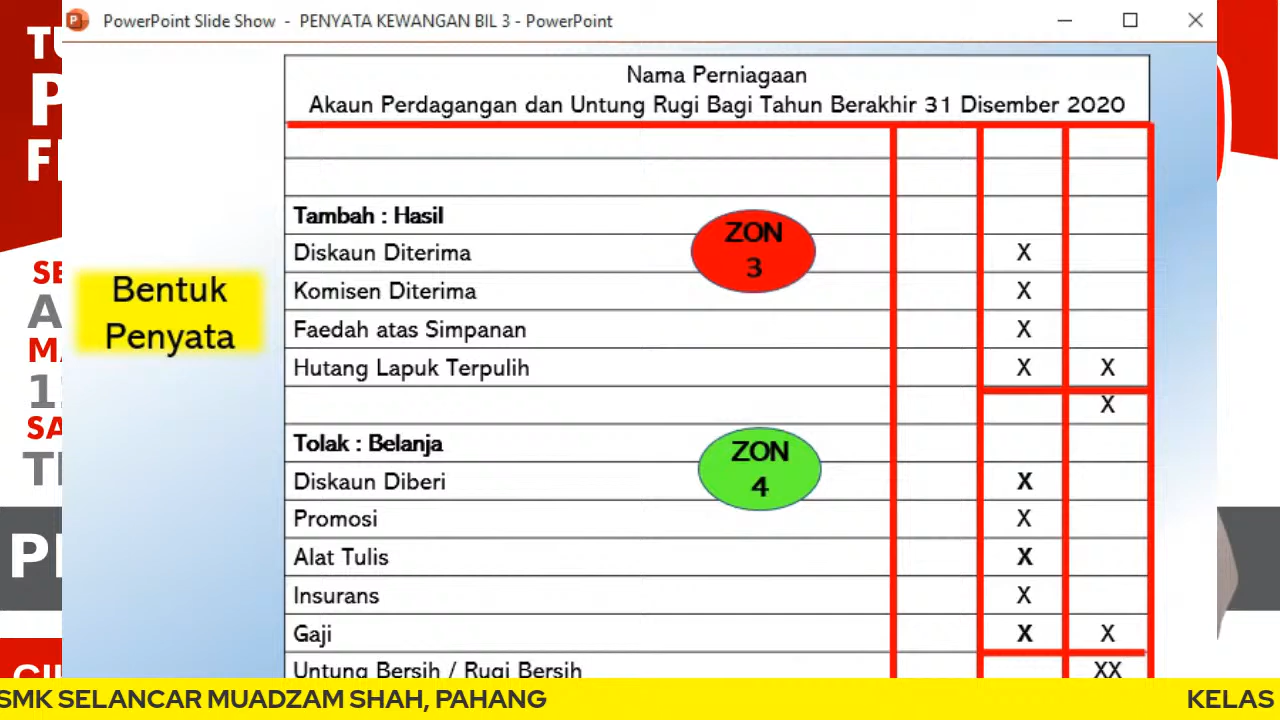 PowerPoint Slide Show - PENYATA KEWANGAN BIL 3 - PowerPoint
Nama Perniagaan
Akaun Perdagangan dan Untung Rugi Bagi Tahun Berakhir 31 Disember 2020
Tambah : Hasil
ZON
3
Diskaun Diterima X
Komisen Diterima X
Bentuk
Penyata
Faedah atas Simpanan X
Hutang Lapuk Terpulih X X
X
Tolak : Belanja
ZON
4
Diskaun Diberi X
Promosi X
Alat Tulis X
Insurans X
Gaji X X
Untung Bersih / Rugi Bersih XX
SMK SELANCAR MUADZAM SHAH, PAHANG
KELAS